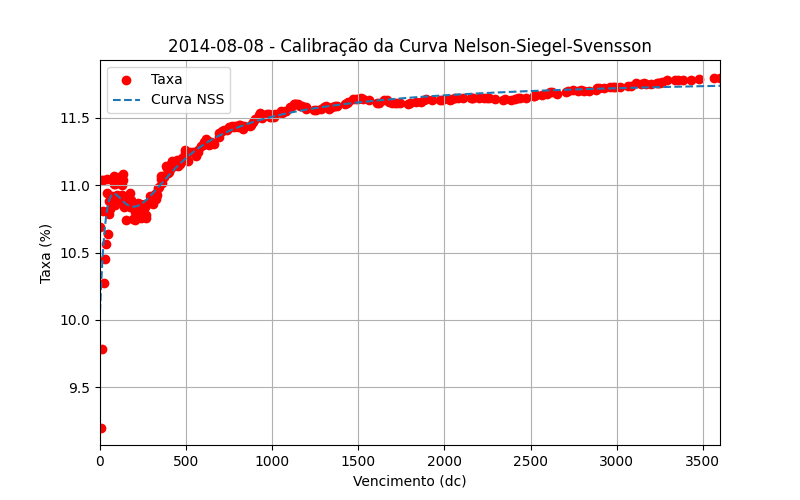 2014-08-08 - Calibração da Curva Nelson-Siegel-Svensson
Taxa
Curva NSS
Taxa (%)
11.5
11.0
10.5
10.0
9.5
0 500 1000 1500 2000 2500 3000 3500
Vencimento (dc)